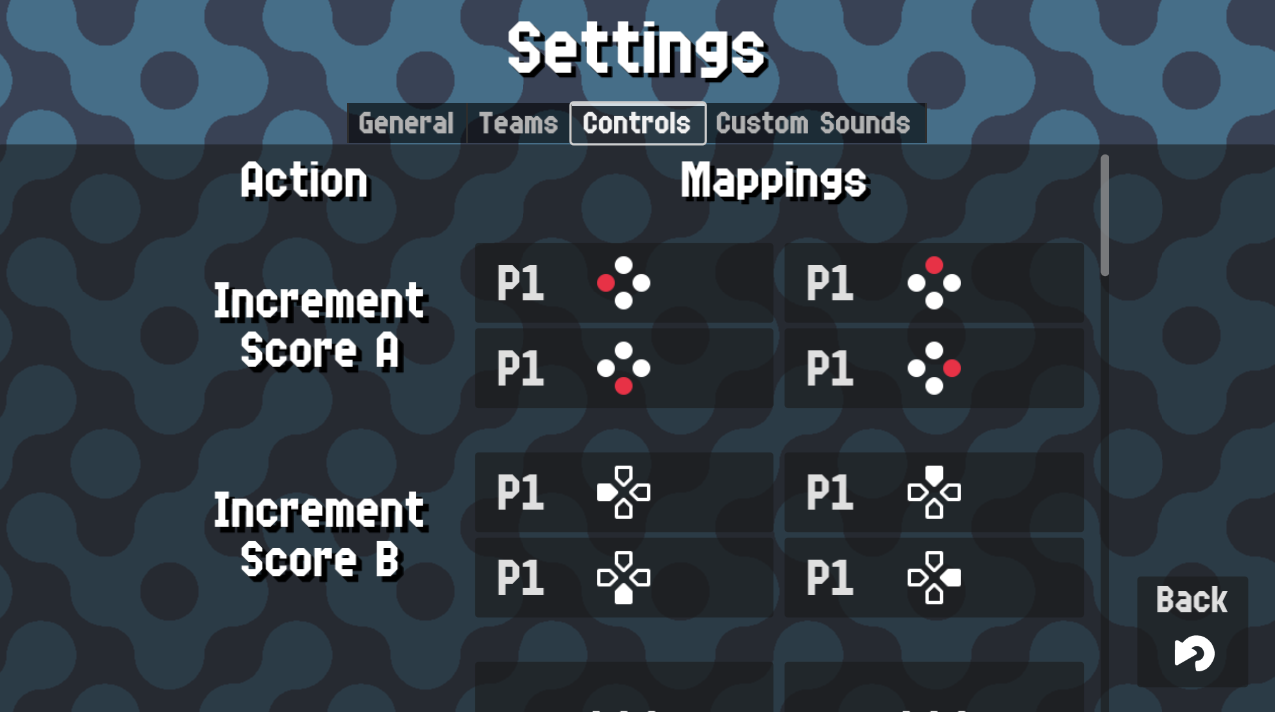 Settings
General Teams Controls Custom Sounds
Action Mappings
Increment
Score A
P1 P1
P1 P1
Increment
Score B
P1 P1
P1 P1
Back